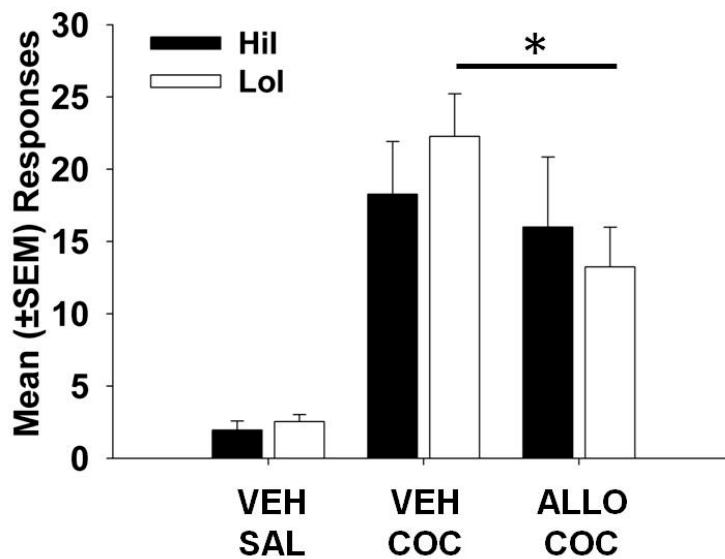 30
25
20
15
10
5
0
Mean (±SEM) Responses
HiI
LoI
*
VEH
SAL
VEH
COC
ALLO
COC